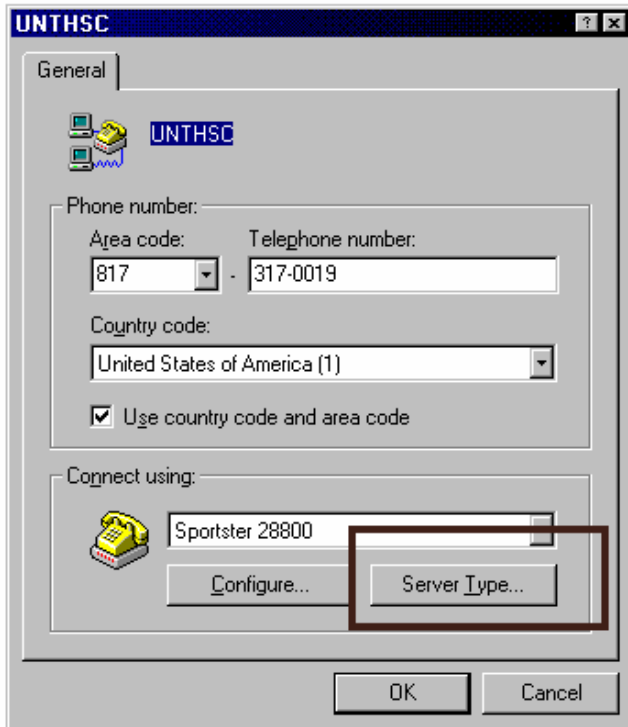 UNTHSC
General
UNTHSC
Phone number:
Area code: Telephone number:
817 - 317-0019
Country code:
United States of America (1)
Use country code and area code
Connect using:
Sportster 28800
Configure... Server Type...
OK Cancel